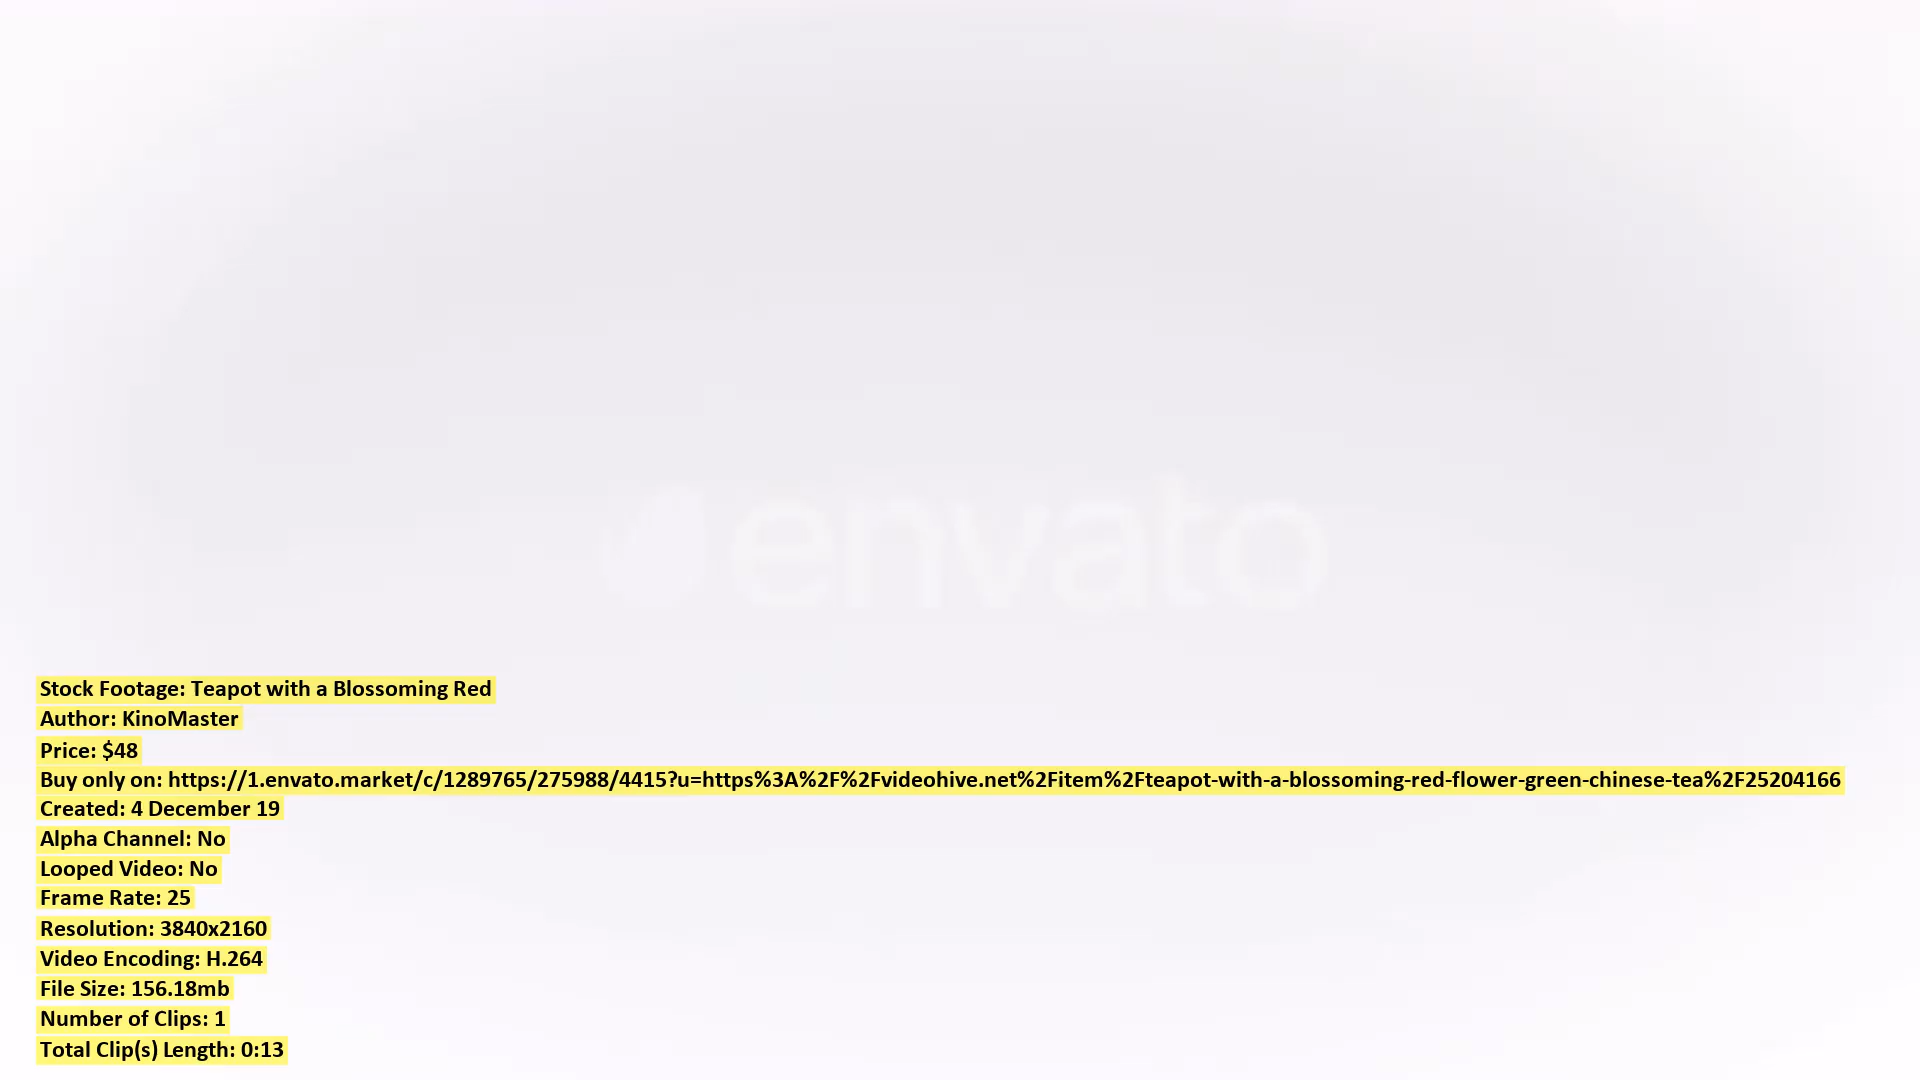 envato
Stock Footage: Teapot with a Blossoming Red
Author: KinoMaster
Price: $48
Buy only on: https://1.envato.market/c/1289765/275988/4415?u=https%3A%2F%2Fvideohive.net%2Fitem%2Fteapot-with-a-blossoming-red-flower-green-chinese-tea%2F25204166
Created: 4 December 19
Alpha Channel: No
Looped Video: No
Frame Rate: 25
Resolution: 3840x2160
Video Encoding: H.264
File Size: 156.18mb
Number of Clips: 1
Total Clip(s) Length: 0:13